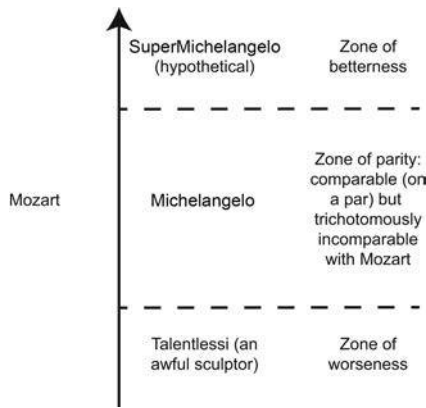 SuperMichelangelo
(hypothetical)
Zone of
betterness
Mozart
Michelangelo
Zone of parity:
comparable (on
a par) but
trichotomously
incomparable
with Mozart
Talentlessi (an
awful sculptor)
Zone of
worseness